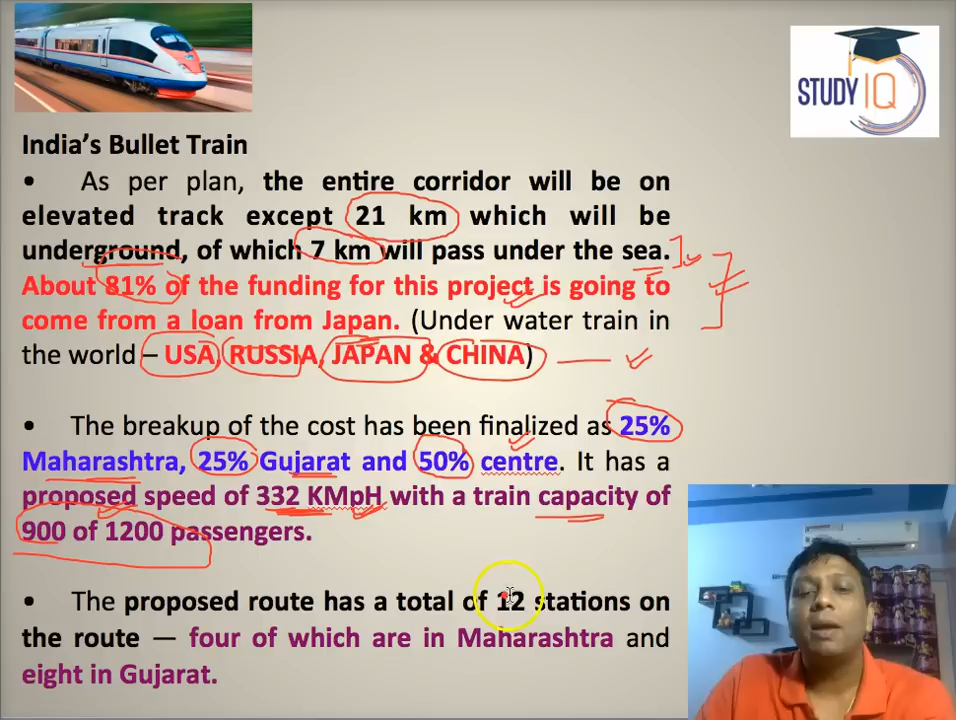 STUDY IQ
India's Bullet Train
• As per plan, the entire corridor will be on
elevated track except 21 km which will be
underground, of which 7 km will pass under the sea.
About 81% of the funding for this project is going to
come from a loan from Japan. (Under water train in
the world – USA, RUSSIA, JAPAN & CHINA)
• The breakup of the cost has been finalized as 25%
Maharashtra, 25% Gujarat and 50% centre. It has a
proposed speed of 332 KMpH with a train capacity of
900 of 1200 passengers.
• The proposed route has a total of 12 stations on
the route — four of which are in Maharashtra and
eight in Gujarat.